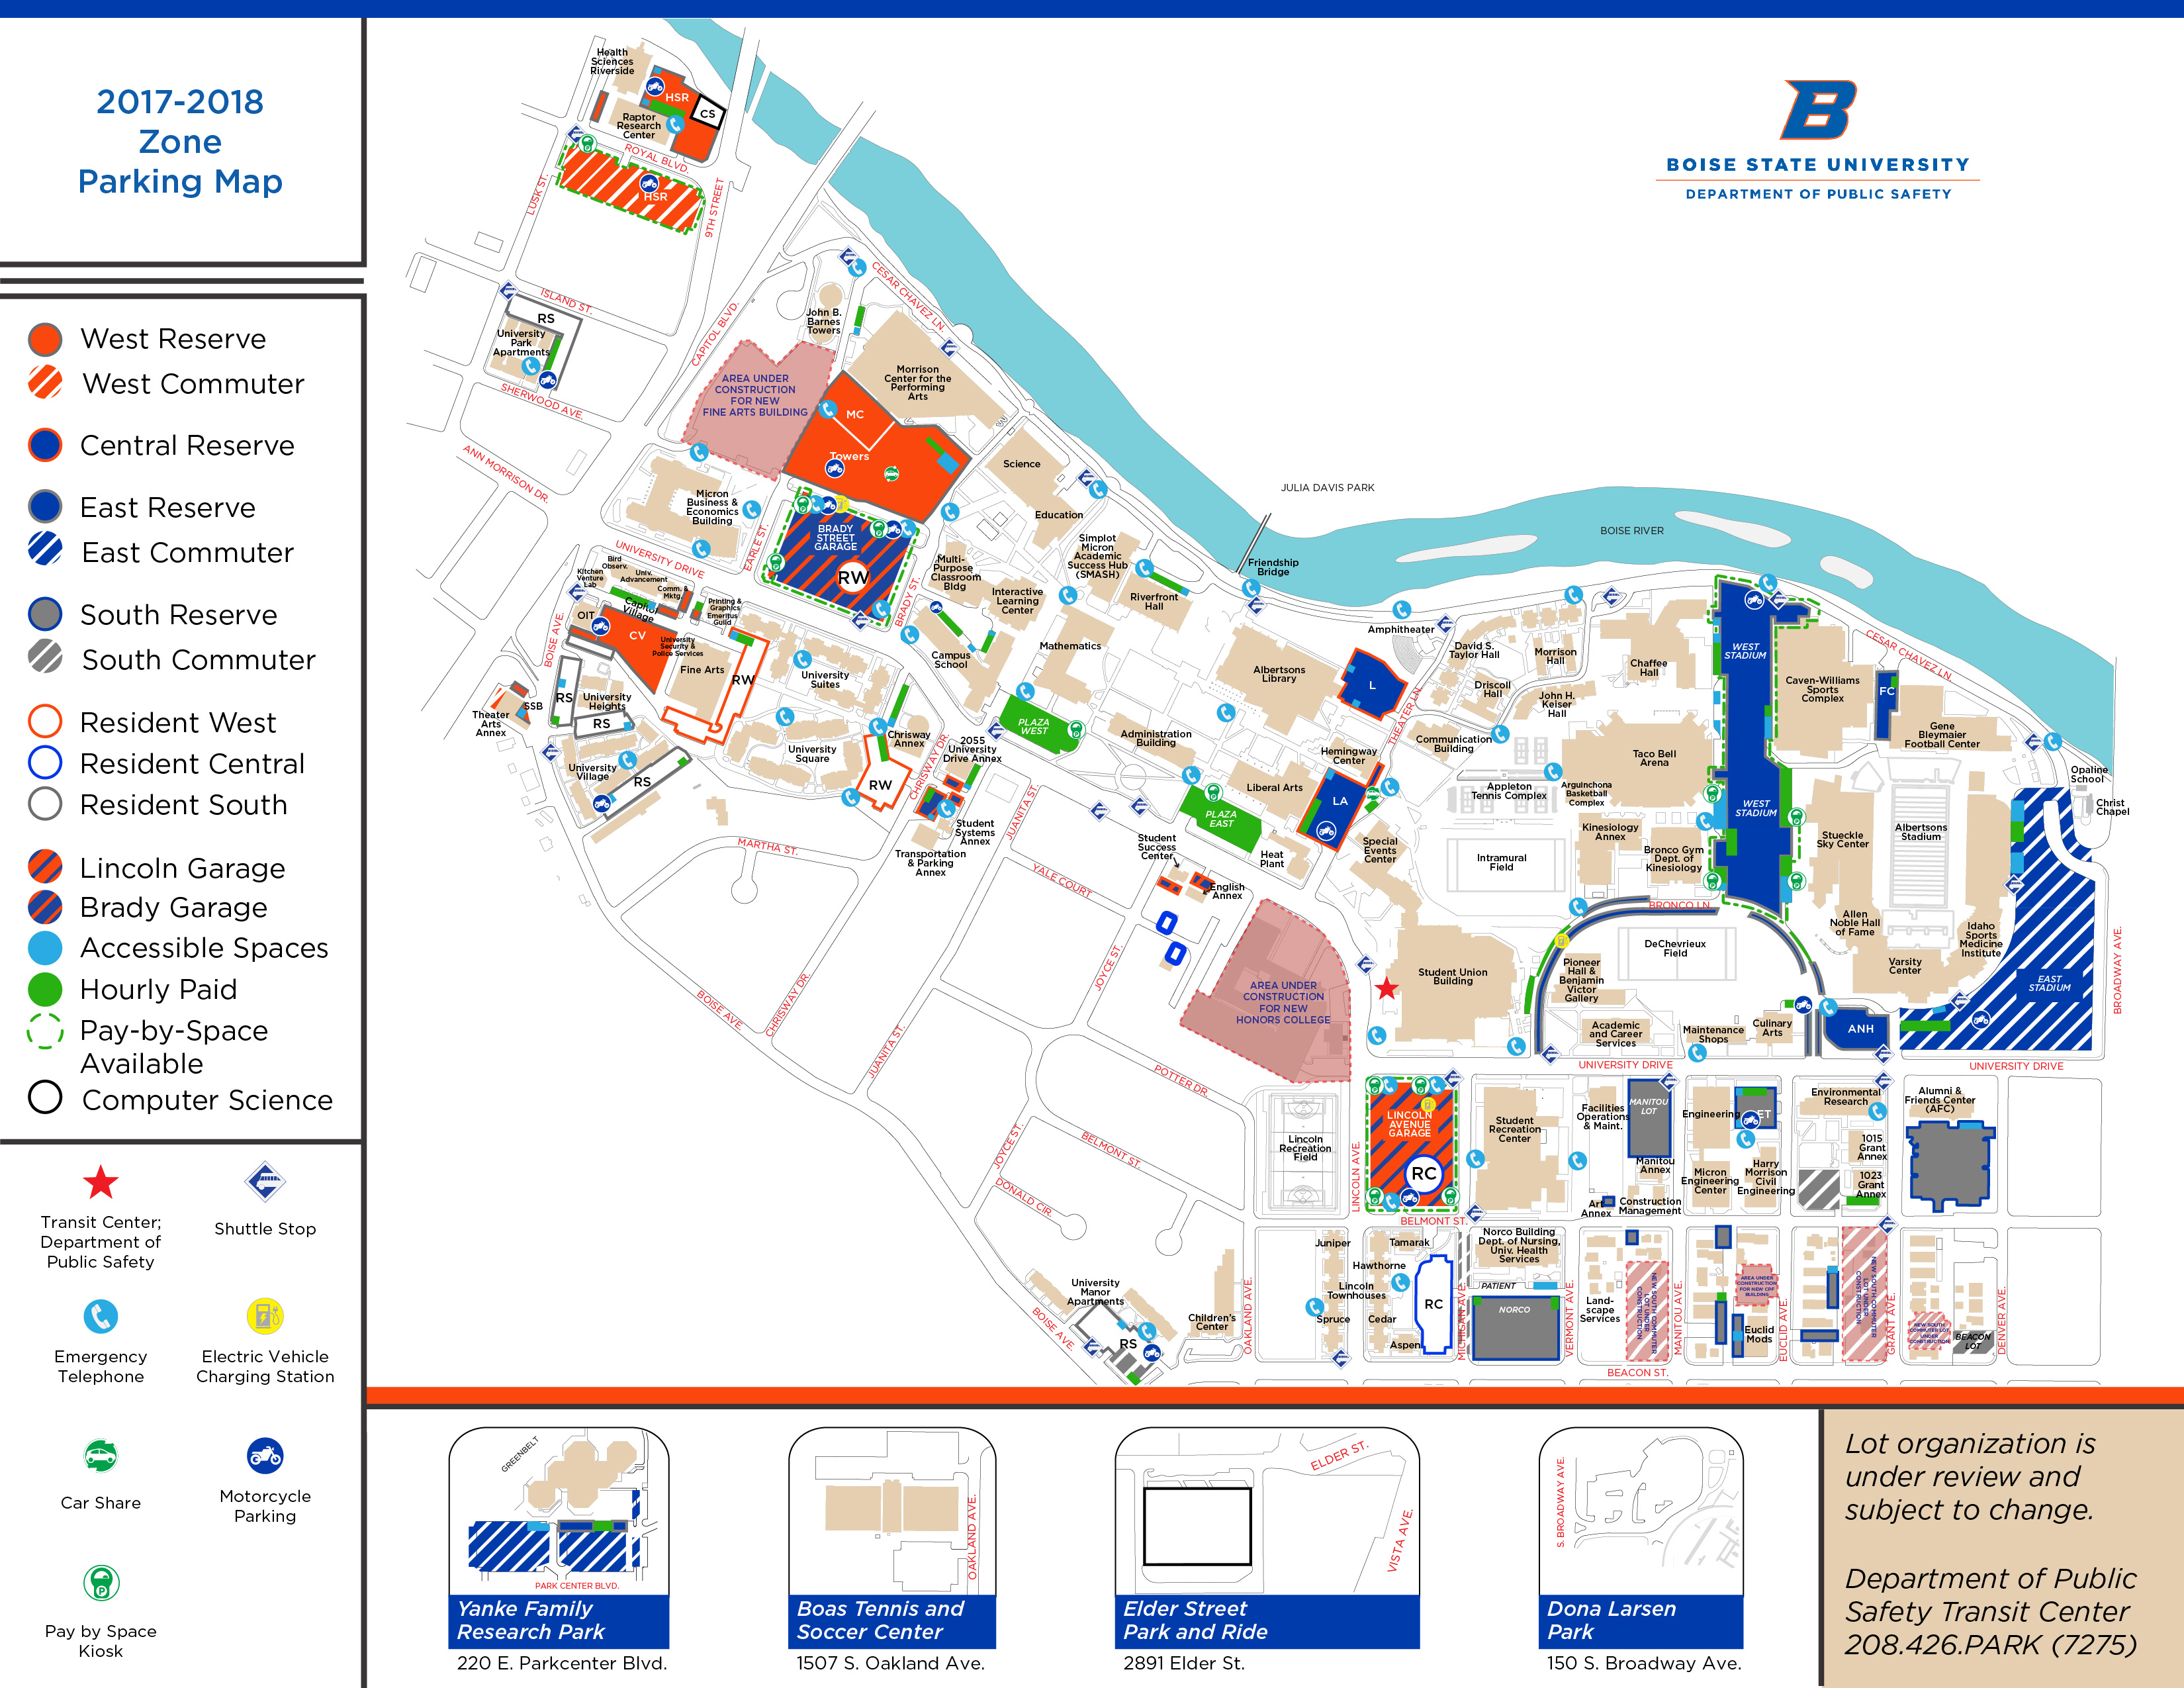 2017-2018
Zone
Parking Map
BOISE STATE UNIVERSITY
DEPARTMENT OF PUBLIC SAFETY
West Reserve
West Commuter
Central Reserve
East Reserve
East Commuter
South Reserve
South Commuter
Resident West
Resident Central
Resident South
Lincoln Garage
Brady Garage
Accessible Spaces
Hourly Paid
Pay-by-Space
Available
Computer Science
Transit Center;
Department of
Public Safety
Shuttle Stop
Emergency
Telephone
Electric Vehicle
Charging Station
Car Share
Motorcycle
Parking
Pay by Space
Kiosk
Health
Sciences
Riverside
HSR
CS
Raptor
Research
Center
ROYAL BLVD.
HSR
LUSK ST.
9TH STREET
ISLAND ST.
RS
University
Park
Apartments
SHERWOOD AVE.
CAPITOL BLVD.
CESAR CHAVEZ LN.
John B.
Barnes
Towers
AREA UNDER
CONSTRUCTION
FOR NEW
FINE ARTS BUILDING
Morrison
Center for the
Performing
Arts
MC
Towers
ANN MORRISON DR.
Science
Education
Micron
Business &
Economics
Building
BRADY
STREET
GARAGE
RW
EARLE ST.
BRADY ST.
UNIVERSITY DRIVE
Multi-
Purpose
Classroom
Bldg
Simplot
Micron
Academic
Success Hub
(SMASH)
Interactive
Learning
Center
Riverfront
Hall
JULIA DAVIS PARK
BOISE RIVER
Friendship
Bridge
Bird
Observ.
Kitchen
Venture
Lab
Univ.
Advancement
Comm. &
Mktg.
Capitol
Village
Printing &
Graphics
Emeritus
Guild
OIT
CV
University
Security &
Police Services
Fine Arts
RW
BOISE AVE.
RS
University
Heights
RS
SSB
Theater
Arts
Annex
University
Village
RS
University
Suites
University
Square
Campus
School
Mathematics
Chrisway
Annex
RW
CHRISWAY DR.
2055
University
Drive Annex
Student
Systems
Annex
Transportation
& Parking
Annex
PLAZA
WEST
Administration
Building
Albertsons
Library
L
THEATER LN.
Amphitheater
David S.
Taylor Hall
Morrison
Hall
Driscoll
Hall
John H.
Keiser
Hall
Chaffee
Hall
Communication
Building
Hemingway
Center
Liberal Arts
LA
PLAZA
EAST
Heat
Plant
Special
Events
Center
Appleton
Tennis Complex
Arguinchona
Basketball
Complex
Taco Bell
Arena
Kinesiology
Annex
Bronco Gym
Dept. of
Kinesiology
Intramural
Field
WEST
STADIUM
WEST
STADIUM
Caven-Williams
Sports
Complex
FC
CESAR CHAVEZ LN.
Gene
Bleymaier
Football Center
Opaline
School
Christ
Chapel
Stueckle
Sky Center
Albertsons
Stadium
Allen
Noble Hall
of Fame
Idaho
Sports
Medicine
Institute
Varsity
Center
EAST
STADIUM
BROADWAY AVE.
BRONCO LN.
DeChevrieux
Field
Pioneer
Hall &
Benjamin
Victor
Gallery
Student Union
Building
Academic
and Career
Services
Maintenance
Shops
Culinary
Arts
ANH
UNIVERSITY DRIVE
UNIVERSITY DRIVE
JUANITA ST.
MARTHA ST.
YALE COURT
Student
Success
Center
English
Annex
AREA UNDER
CONSTRUCTION
FOR NEW
HONORS COLLEGE
BOISE AVE.
CHRISWAY DR.
JUANITA ST.
JOYCE ST.
POTTER DR.
BELMONT ST.
JOYCE ST.
DONALD CIR.
Lincoln
Recreation
Field
LINCOLN AVE.
LINCOLN
AVENUE
GARAGE
RC
BELMONT ST.
Student
Recreation
Center
Facilities
Operations
& Maint.
MANITOU
LOT
Manitou
Annex
Art
Annex
Construction
Management
Engineering
ET
Micron
Engineering
Center
Harry
Morrison
Civil
Engineering
Environmental
Research
1015
Grant
Annex
1023
Grant
Annex
Alumni &
Friends Center
(AFC)
Juniper
Tamarak
Hawthorne
Lincoln
Townhouses
Spruce
Cedar
Aspen
RC
MICHIGAN AVE.
Norco Building
Dept. of Nursing,
Univ. Health
Services
PATIENT
NORCO
VERMONT AVE.
Land-
scape
Services
NEW SOUTH COMMUTER
LOT UNDER
CONSTRUCTION
MANITOU AVE.
AREA UNDER
CONSTRUCTION
FOR NEW CRF
BUILDING
Euclid
Mods
EUCLID AVE.
NEW SOUTH COMMUTER
LOT UNDER
CONSTRUCTION
GRANT AVE.
NEW SOUTH
COMMUTER LOT
UNDER
CONSTRUCTION
BEACON
LOT
DENVER AVE.
BEACON ST.
University
Manor
Apartments
Children's
Center
OAKLAND AVE.
BOISE AVE.
RS
GREENBELT
PARK CENTER BLVD.
Yanke Family
Research Park
220 E. Parkcenter Blvd.
OAKLAND AVE.
Boas Tennis and
Soccer Center
1507 S. Oakland Ave.
ELDER ST.
VISTA AVE.
Elder Street
Park and Ride
2891 Elder St.
S. BROADWAY AVE.
Dona Larsen
Park
150 S. Broadway Ave.
Lot organization is
under review and
subject to change.
Department of Public
Safety Transit Center
208.426.PARK (7275)